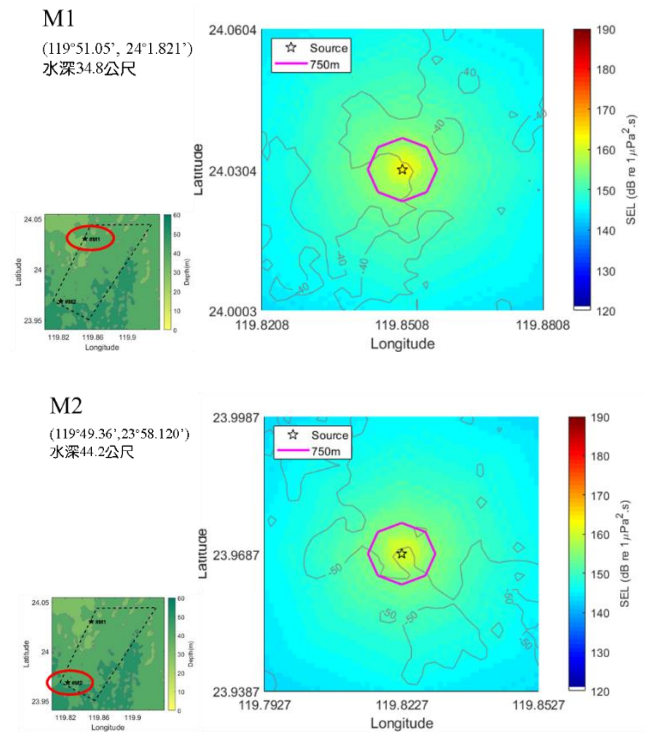 M1
(119°51.05’, 24°1.821’)
水深34.8公尺
24.0604
24.0304
24.0003
Latitude
119.8208
119.8508
119.8808
Longitude
Source
750m
-40
-40
-40
-40
-40
-40
190
180
170
160
150
140
130
120
SEL (dB re 1μPa².s)
24.05
24
23.95
Latitude
119.82
119.86
119.9
Longitude
#M1
#M2
60
50
40
30
20
10
0
Depth(m)
M2
(119°49.36’,23°58.120’)
水深44.2公尺
23.9987
23.9687
23.9387
Latitude
119.7927
119.8227
119.8527
Longitude
Source
750m
-50
-50
-50
-50
190
180
170
160
150
140
130
120
SEL (dB re 1μPa².s)
24.05
24
23.95
Latitude
119.82
119.86
119.9
Longitude
#M1
#M2
60
50
40
30
20
10
0
Depth(m)